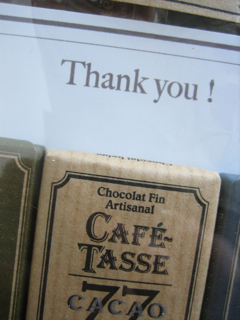 Thank you !
Chocolat Fin
Artisanal
CAFÉ-
TASSE
77
CACAO